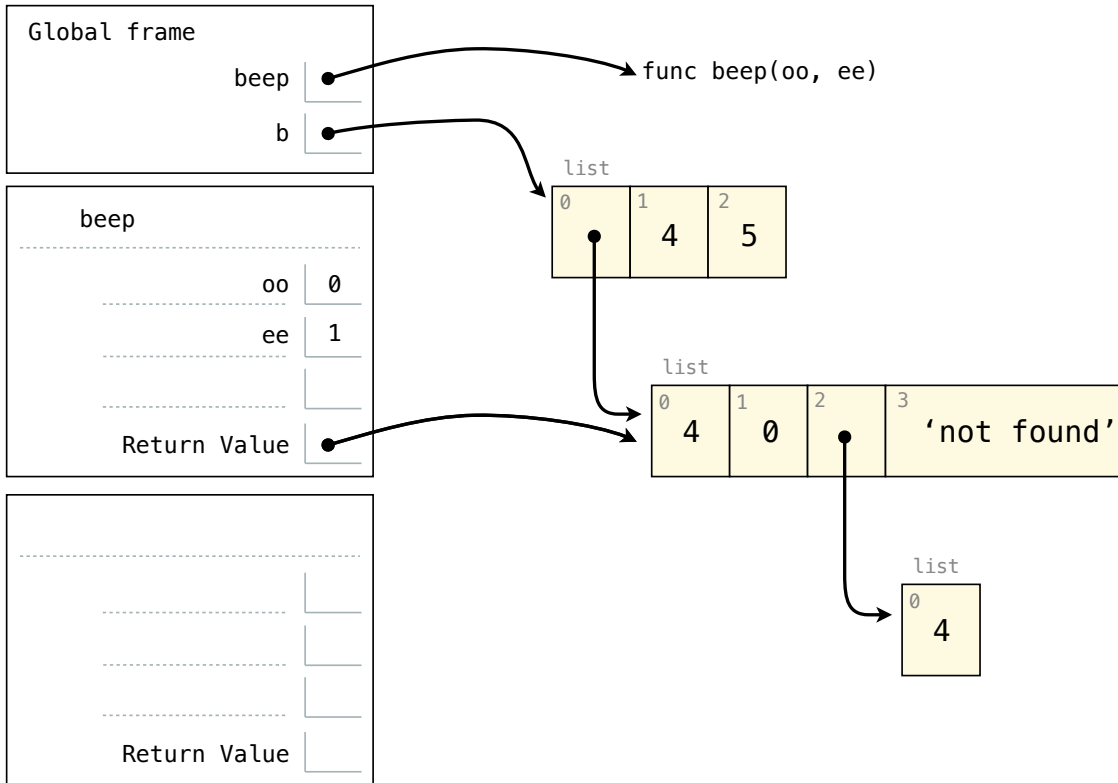 Global frame
beep
func beep(oo, ee)
b
list
0 1 2
4 5
beep
oo 0
ee 1
list
0 1 2 3
4 0 ‘not found’
Return Value
list
0
4
Return Value